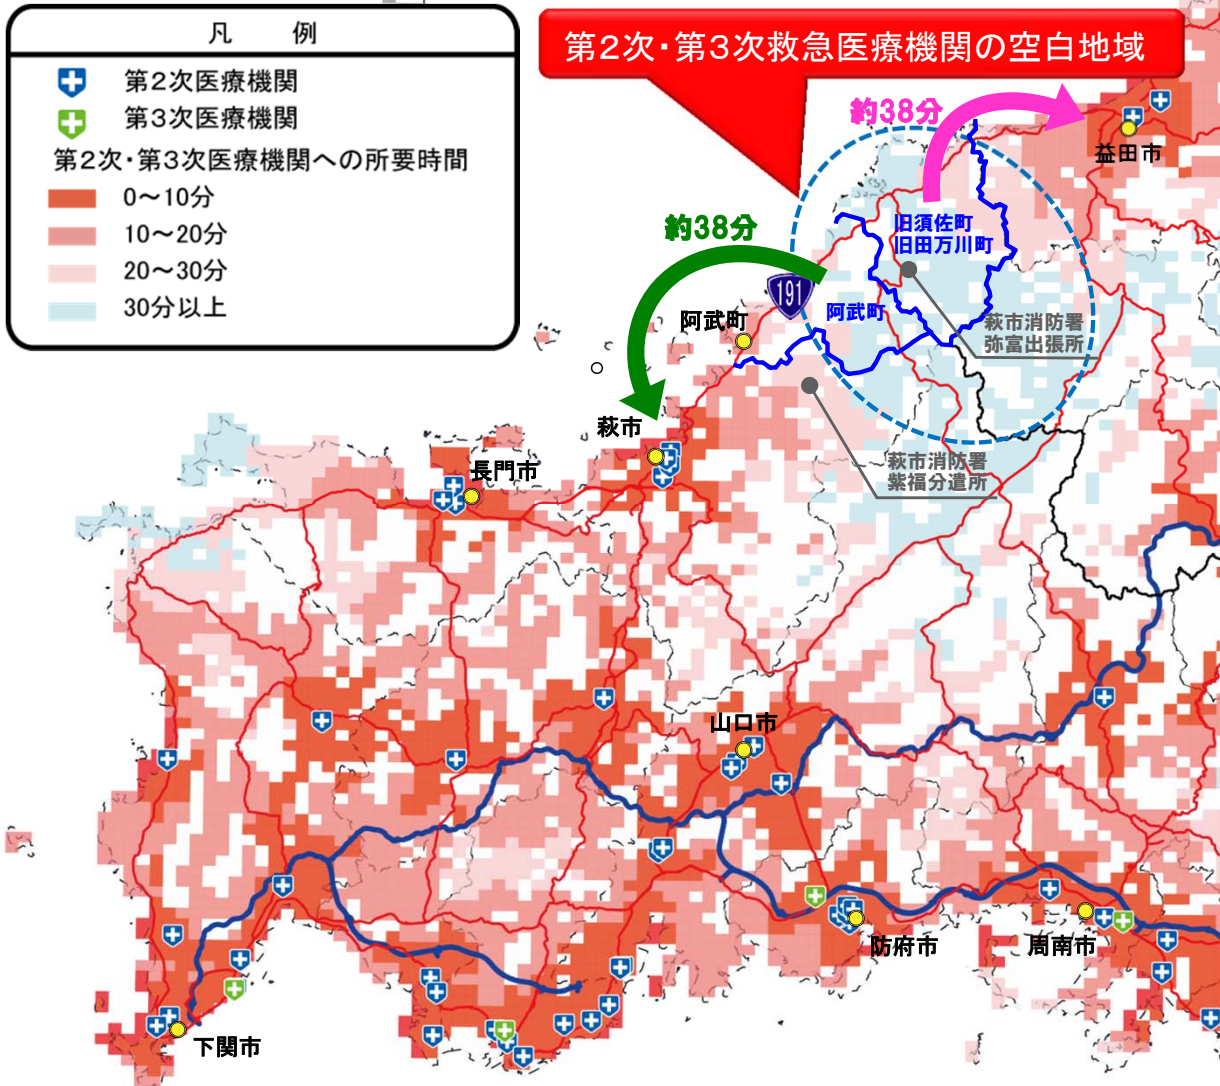 凡　例
第２次医療機関
第３次医療機関
第２次・第３次医療機関への所要時間
0～10分
10～20分
20～30分
30分以上
第２次・第３次救急医療機関の空白地域
約38分
益田市
旧須佐町
旧田万川町
約38分
191
阿武町
阿武町
萩市消防署
弥富出張所
萩市
萩市消防署
紫福分遣所
長門市
山口市
防府市
周南市
下関市